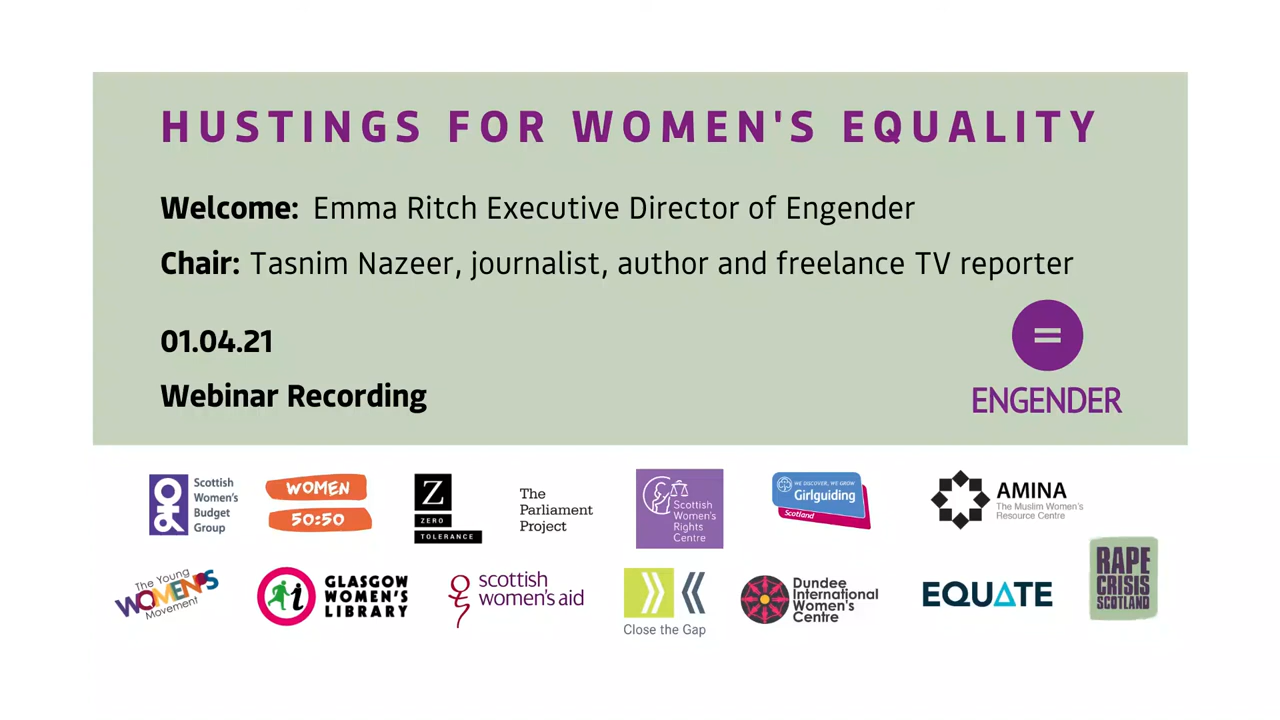 HUSTINGS FOR WOMEN'S EQUALITY
Welcome: Emma Ritch Executive Director of Engender
Chair: Tasnim Nazeer, journalist, author and freelance TV reporter
01.04.21
Webinar Recording
=
ENGENDER
Scottish
Women's
Budget
Group
WOMEN
50:50
Z
ZERO
TOLERANCE
The
Parliament
Project
Scottish
Women's
Rights
Centre
WE DISCOVER, WE GROW
Girlguiding
Scotland
AMINA
The Muslim Women's
Resource Centre
The Young
WOMEN'S
Movement
GLASGOW
WOMEN'S
LIBRARY
scottish
women's aid
Close the Gap
Dundee
International
Women's
Centre
EQUATE
RAPE
CRISIS
SCOTLAND